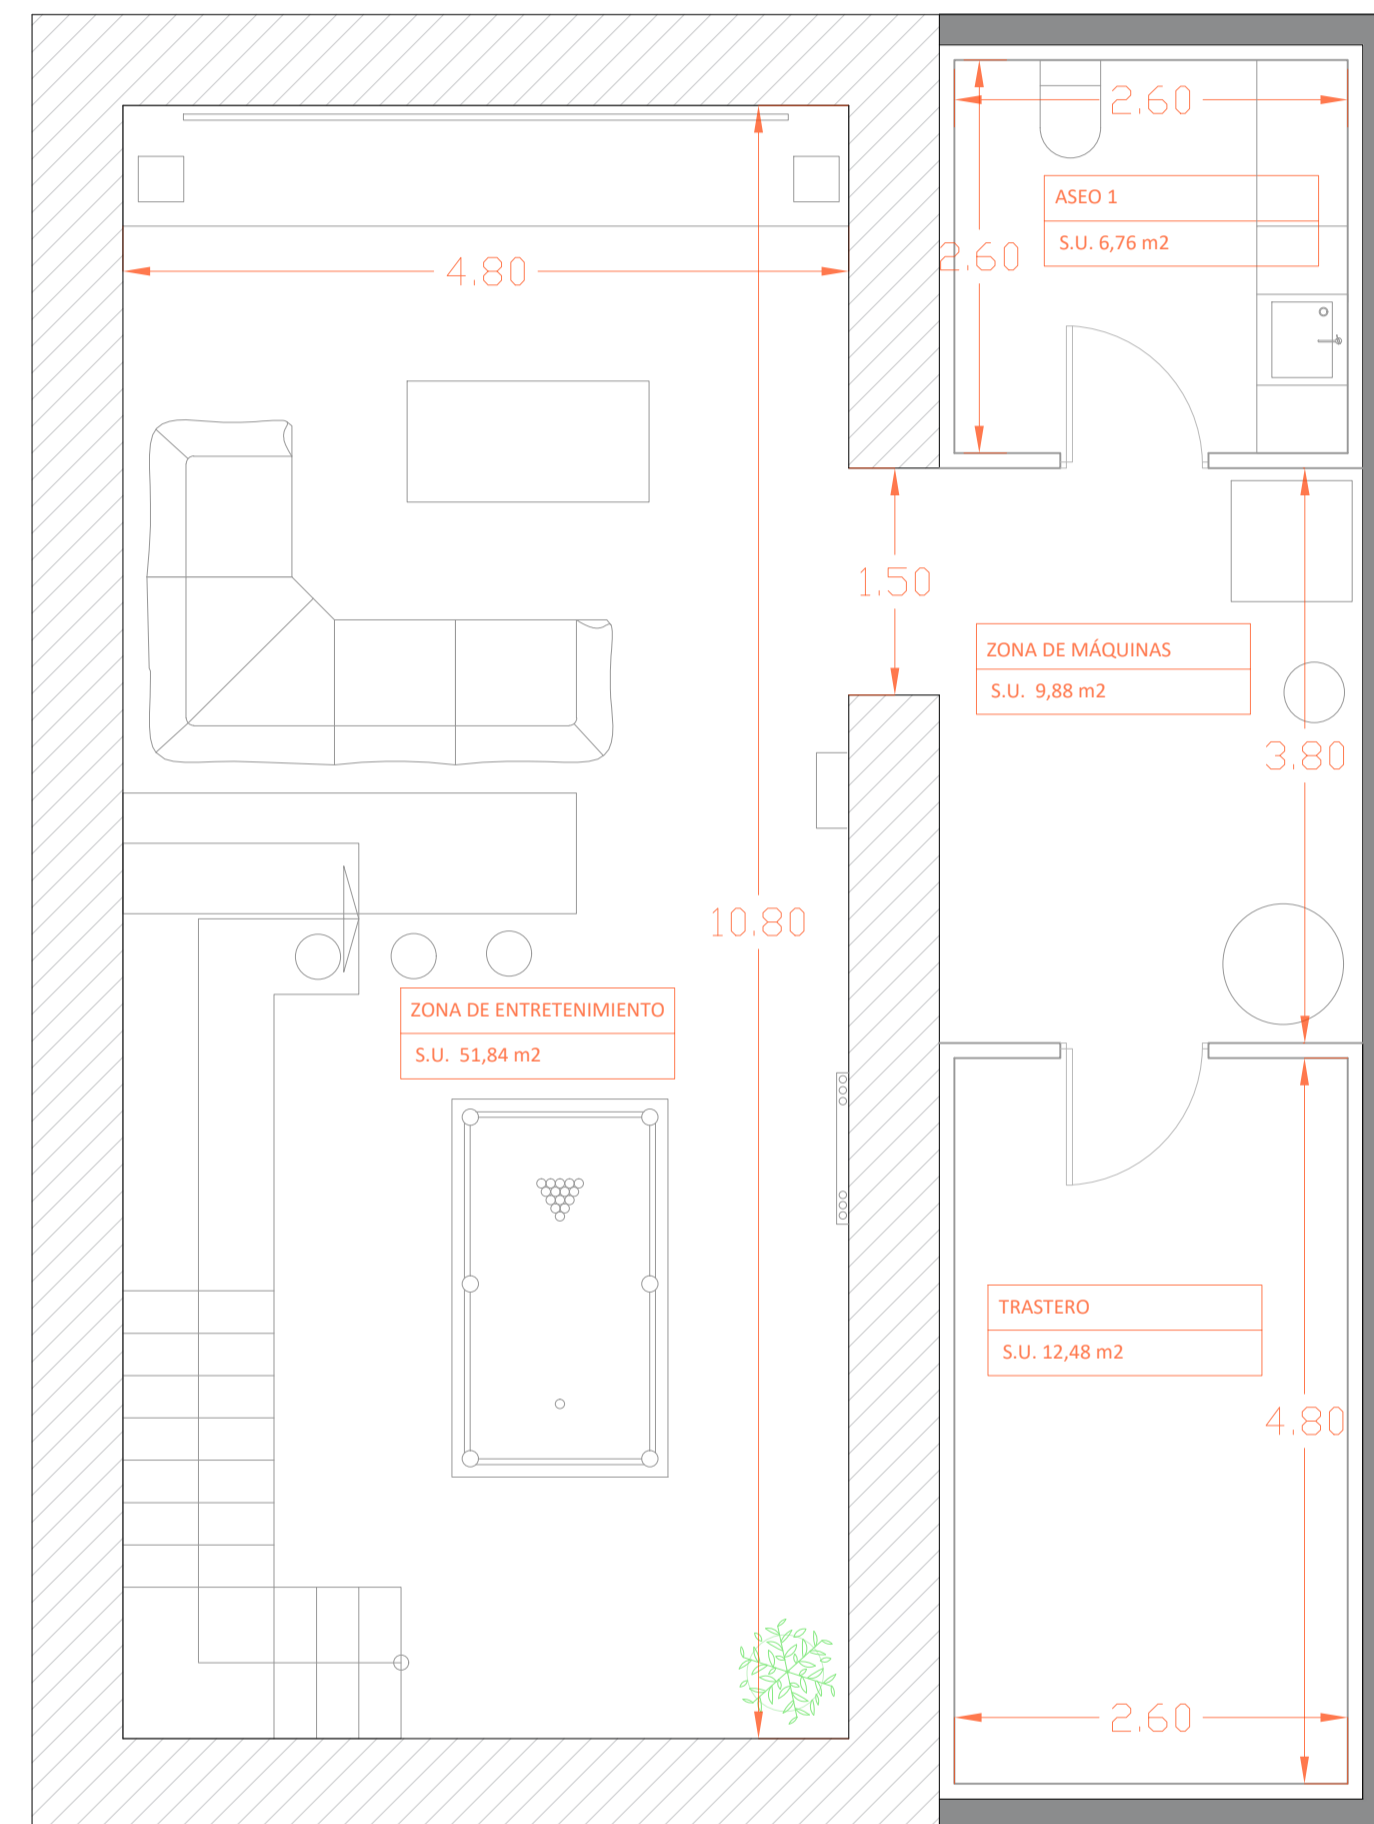 2.60
ASEO 1
S.U. 6,76 m2
2.60
4.80
1.50
ZONA DE MÁQUINAS
S.U. 9,88 m2
3.80
10.80
ZONA DE ENTRETENIMIENTO
S.U. 51,84 m2
TRASTERO
S.U. 12,48 m2
4.80
2.60